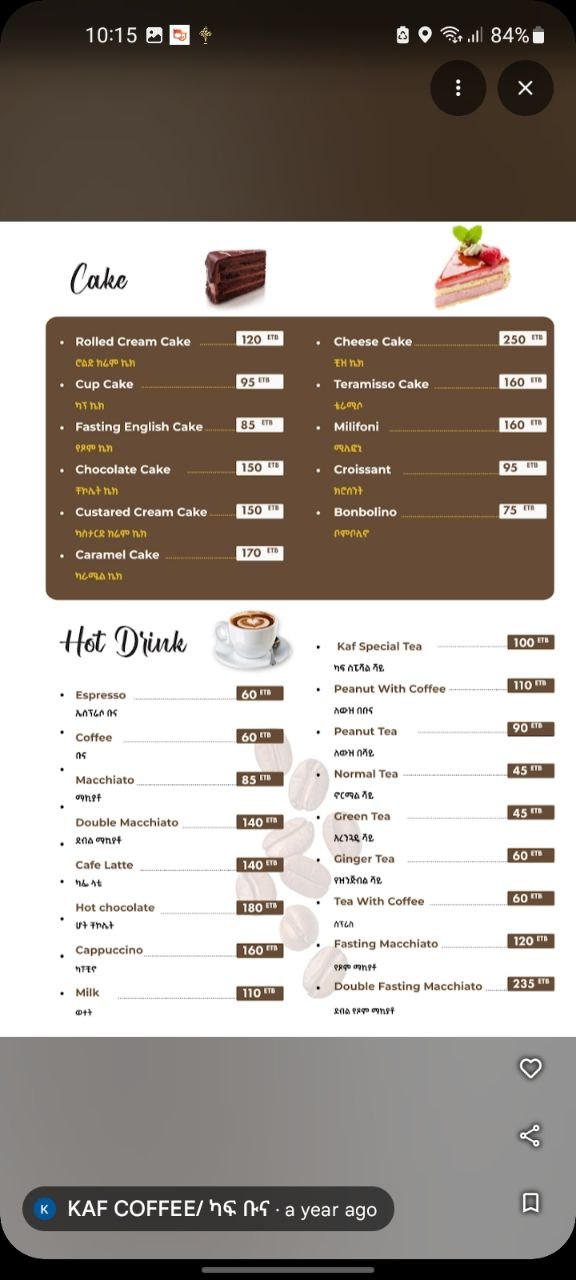 10:15
84%
Cake
Rolled Cream Cake 120 ETB
ሮልድ ክሬም ኬክ
Cup Cake 95 ETB
ካፕ ኬክ
Fasting English Cake 85 ETB
የጾም ኬክ
Chocolate Cake 150 ETB
ቸኮሌት ኬክ
Custared Cream Cake 150 ETB
ካስታርድ ክሬም ኬክ
Caramel Cake 170 ETB
ካራሜል ኬክ
Cheese Cake 250 ETB
ቺዝ ኬክ
Teramisso Cake 160 ETB
ቴራሚሶ
Milifoni 160 ETB
ሚሊፎኒ
Croissant 95 ETB
ክሮሰንት
Bonbolino 75 ETB
ቦምቦሊኖ
Hot Drink
Espresso 60 ETB
ኤስፕሬሶ ቡና
Coffee 60 ETB
ቡና
Macchiato 85 ETB
ማኪያቶ
Double Macchiato 140 ETB
ደብል ማኪያቶ
Cafe Latte 140 ETB
ካፌ ላቴ
Hot chocolate 180 ETB
ሆት ቸኮሌት
Cappuccino 160 ETB
ካፑቺኖ
Milk 110 ETB
ወተት
Kaf Special Tea 100 ETB
ካፍ ስፔሻል ሻይ
Peanut With Coffee 110 ETB
ለውዝ በቡና
Peanut Tea 90 ETB
ለውዝ በሻይ
Normal Tea 45 ETB
ኖርማል ሻይ
Green Tea 45 ETB
አረንጓዴ ሻይ
Ginger Tea 60 ETB
የዝንጅብል ሻይ
Tea With Coffee 60 ETB
ስፕሪስ
Fasting Macchiato 120 ETB
የጾም ማኪያቶ
Double Fasting Macchiato 235 ETB
ደብል የጾም ማኪያቶ
K KAF COFFEE/ ካፍ ቡና · a year ago